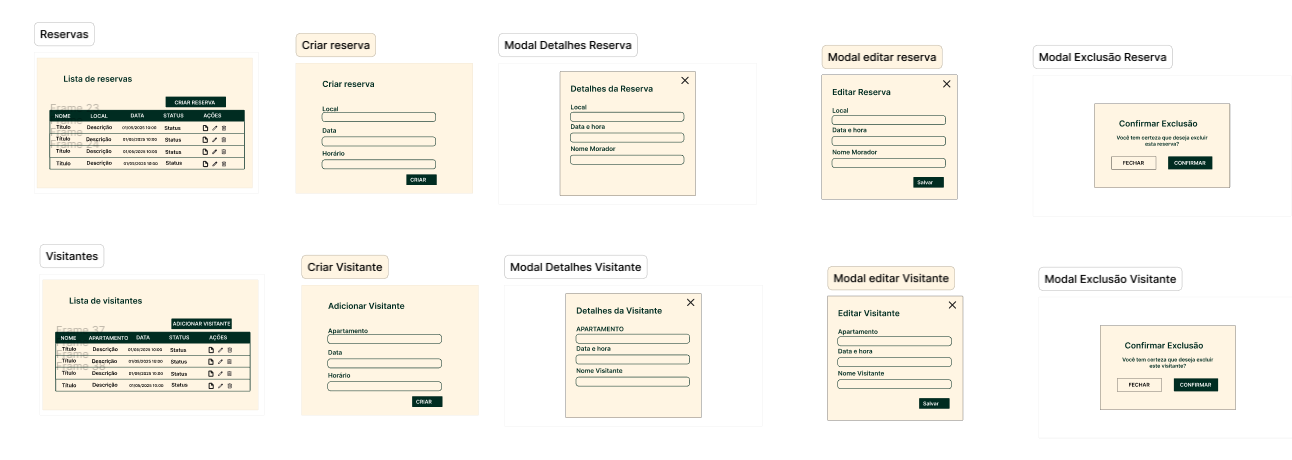 Reservas
Lista de reservas
Frame 23
CRIAR RESERVA
NOME LOCAL DATA STATUS AÇÕES
Título Descrição 01/05/2025 10:00 Status
Frame
Título Descrição 01/05/2025 10:00 Status
Frame 24
Título Descrição 01/05/2025 10:00 Status
Título Descrição 01/05/2025 10:00 Status
Criar reserva
Criar reserva
Local
Data
Horário
CRIAR
Modal Detalhes Reserva
Detalhes da Reserva
Local
Data e hora
Nome Morador
Modal editar reserva
Editar Reserva
Local
Data e hora
Nome Morador
Salvar
Modal Exclusão Reserva
Confirmar Exclusão
Você tem certeza que deseja excluir
esta reserva?
FECHAR CONFIRMAR
Visitantes
Lista de visitantes
Frame 37
ADICIONAR VISITANTE
NOME APARTAMENTO DATA STATUS AÇÕES
Título Descrição 01/05/2025 10:00 Status
Frame
Título Descrição 01/05/2025 10:00 Status
Frame 38
Título Descrição 01/05/2025 10:00 Status
Título Descrição 01/05/2025 10:00 Status
Criar Visitante
Adicionar Visitante
Apartamento
Data
Horário
CRIAR
Modal Detalhes Visitante
Detalhes da Visitante
APARTAMENTO
Data e hora
Nome Visitante
Modal editar Visitante
Editar Visitante
Apartamento
Data e hora
Nome Visitante
Salvar
Modal Exclusão Visitante
Confirmar Exclusão
Você tem certeza que deseja excluir
este visitante?
FECHAR CONFIRMAR